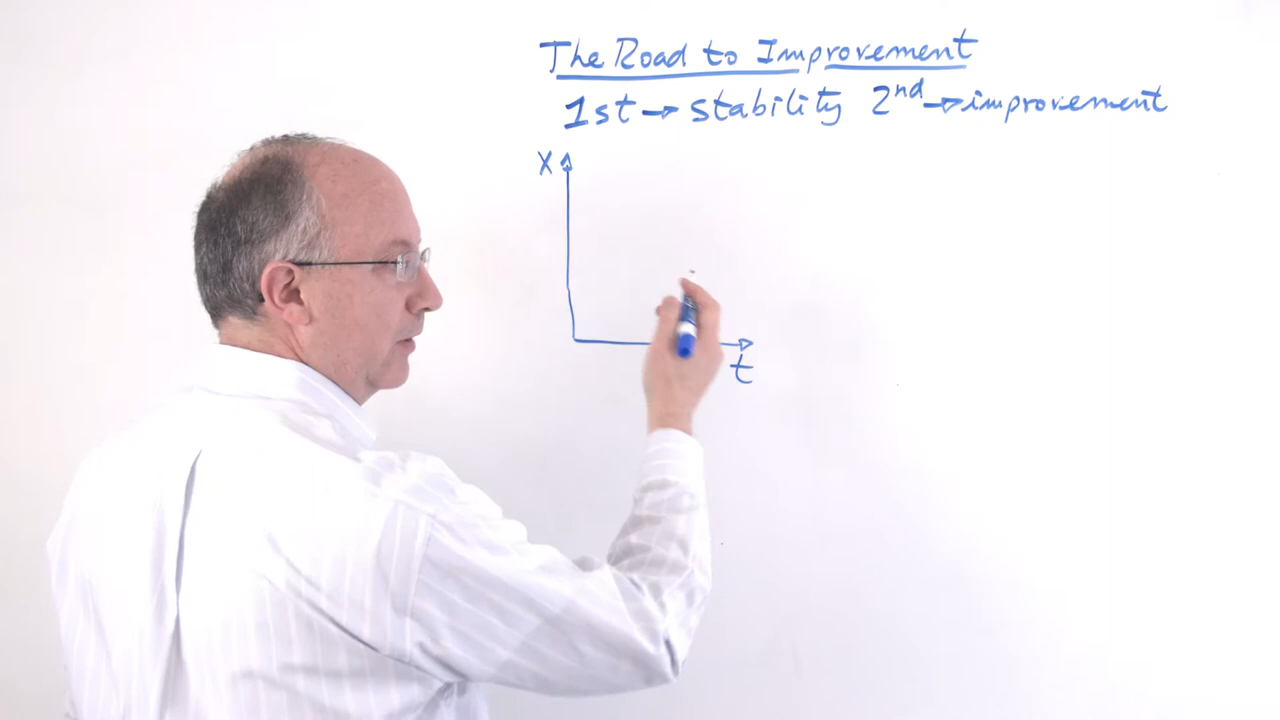 The Road to Improvement
1st → stability 2nd → improvement
X
t